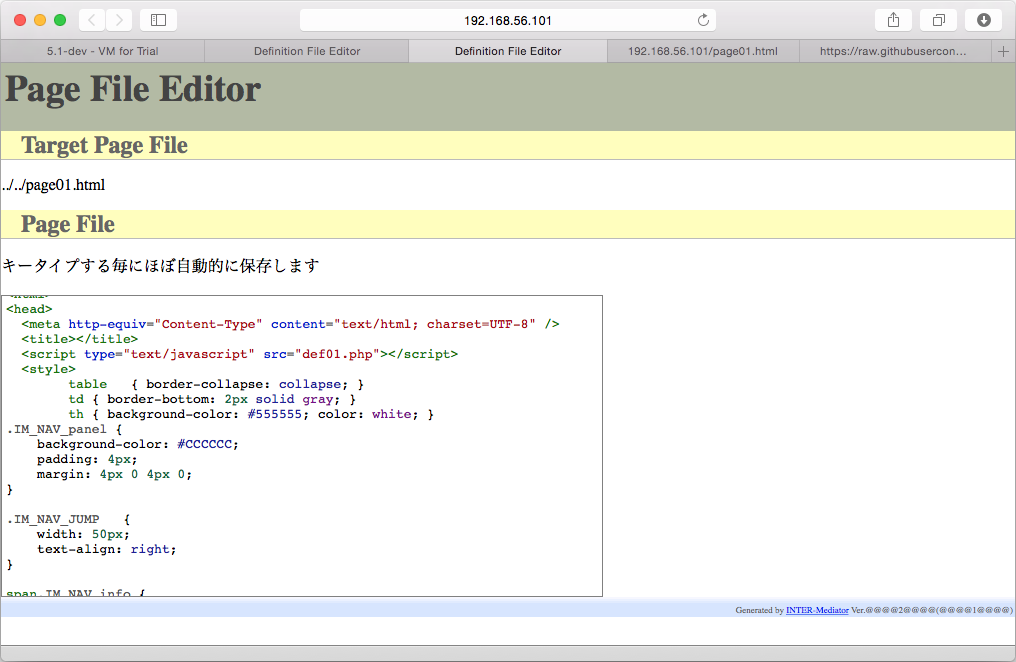 192.168.56.101
5.1-dev - VM for Trial
Definition File Editor
Definition File Editor
192.168.56.101/page01.html
https://raw.githubusercon...
Page File Editor
Target Page File
../../page01.html
Page File
キータイプする毎にほぼ自動的に保存します
<html>
<head>
  <meta http-equiv="Content-Type" content="text/html; charset=UTF-8" />
  <title></title>
  <script type="text/javascript" src="def01.php"></script>
  <style>
        table   { border-collapse: collapse; }
        td { border-bottom: 2px solid gray; }
        th { background-color: #555555; color: white; }
.IM_NAV_panel {
    background-color: #CCCCCC;
    padding: 4px;
    margin: 4px 0 4px 0;
}
.IM_NAV_JUMP   {
    width: 50px;
    text-align: right;
}
span.IM_NAV_info {
Generated by INTER-Mediator Ver.@@@@2@@@@(@@@@1@@@@)